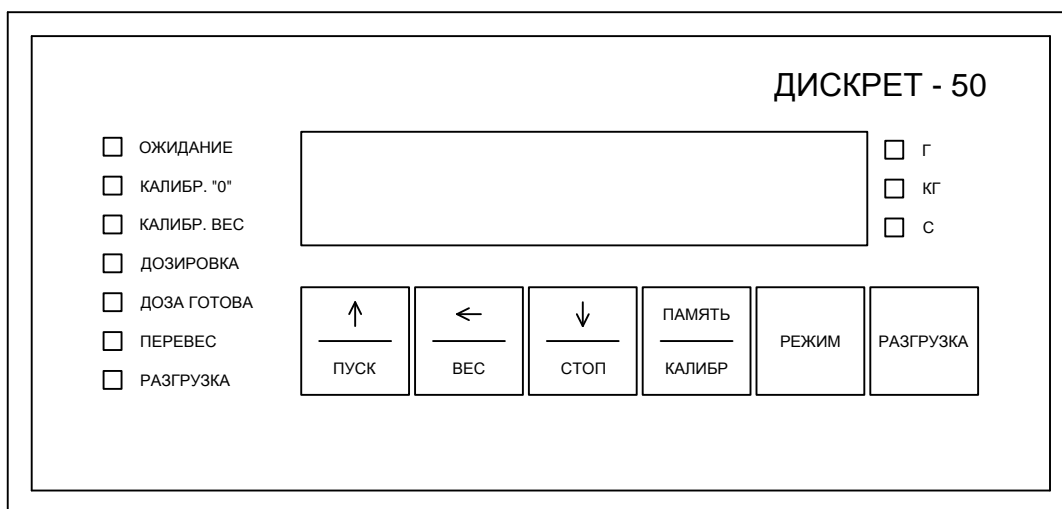 ДИСКРЕТ - 50
ОЖИДАНИЕ
КАЛИБР. "0"
КАЛИБР. ВЕС
ДОЗИРОВКА
ДОЗА ГОТОВА
ПЕРЕВЕС
РАЗГРУЗКА
Г
КГ
С
ПУСК
ВЕС
СТОП
ПАМЯТЬ
КАЛИБР
РЕЖИМ
РАЗГРУЗКА